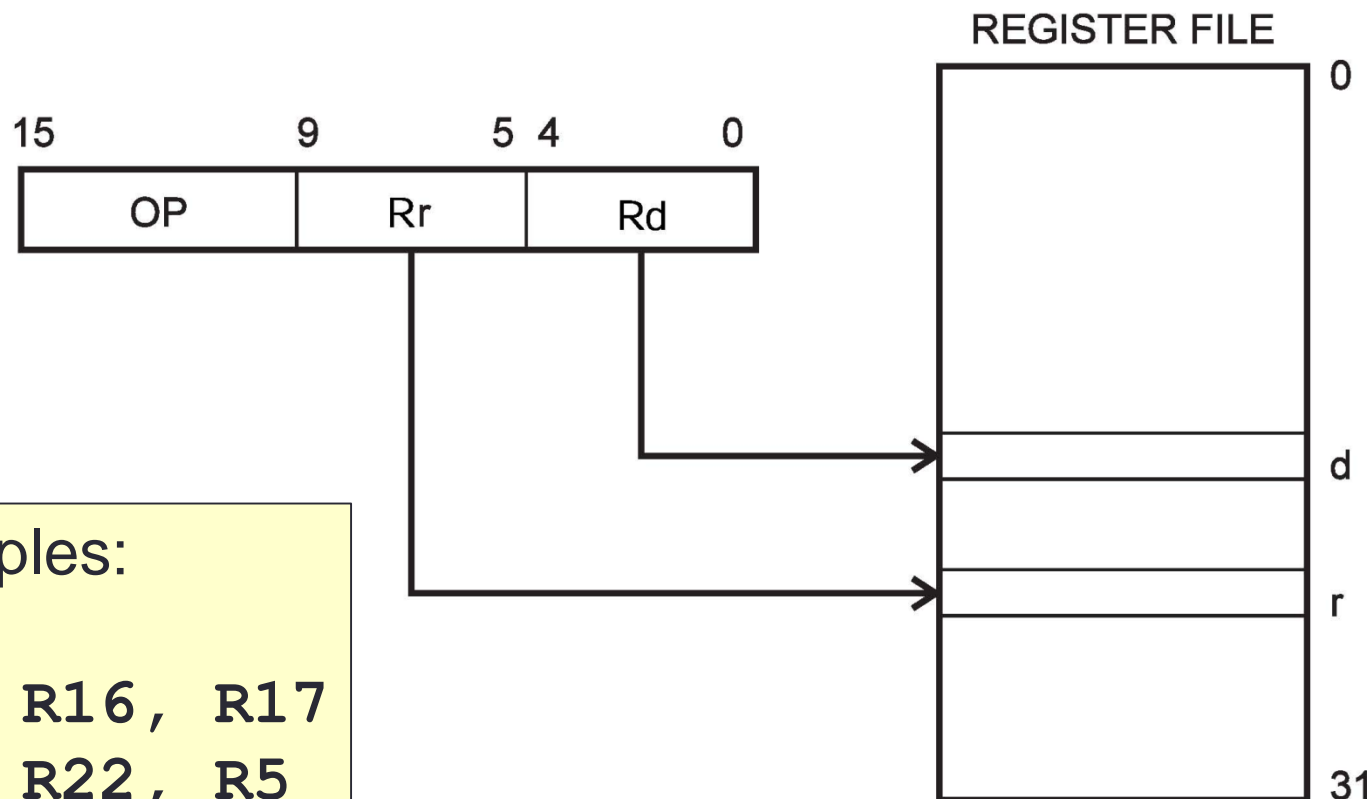 REGISTER FILE
0
15 9 5 4 0
OP Rr Rd
d
r
ples:
R16, R17
R22, R5
31